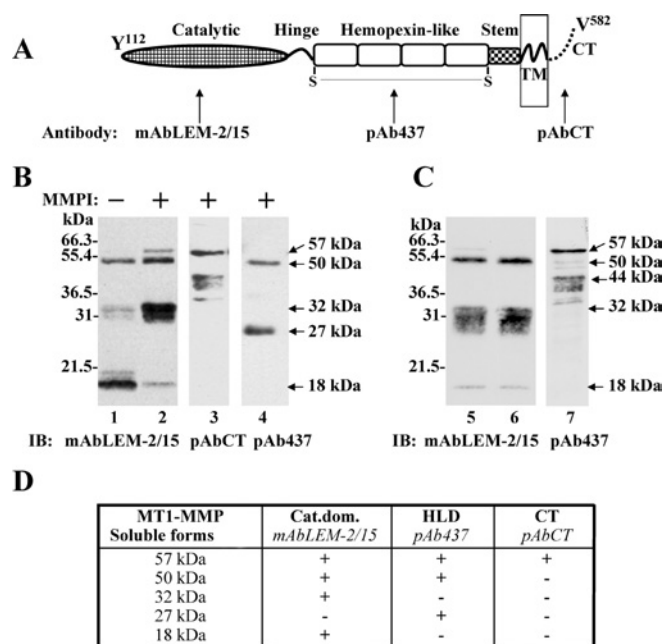 A
Y112
Catalytic
Hinge
Hemopexin-like
Stem
V582
CT
TM
S
S
Antibody: mAbLEM-2/15 pAb437 pAbCT
B
C
MMPI: – + + +
kDa
66.3-
55.4-
36.5-
31-
21.5-
57 kDa
50 kDa
32 kDa
27 kDa
18 kDa
1 2 3 4
IB: mAbLEM-2/15 pAbCT pAb437
kDa
66.3-
55.4-
36.5-
31-
21.5-
57 kDa
50 kDa
44 kDa
32 kDa
18 kDa
5 6 7
IB: mAbLEM-2/15 pAb437
D
MT1-MMP Cat.dom. HLD CT
Soluble forms mAbLEM-2/15 pAb437 pAbCT
57 kDa + + +
50 kDa + + -
32 kDa + - -
27 kDa - + -
18 kDa + - -